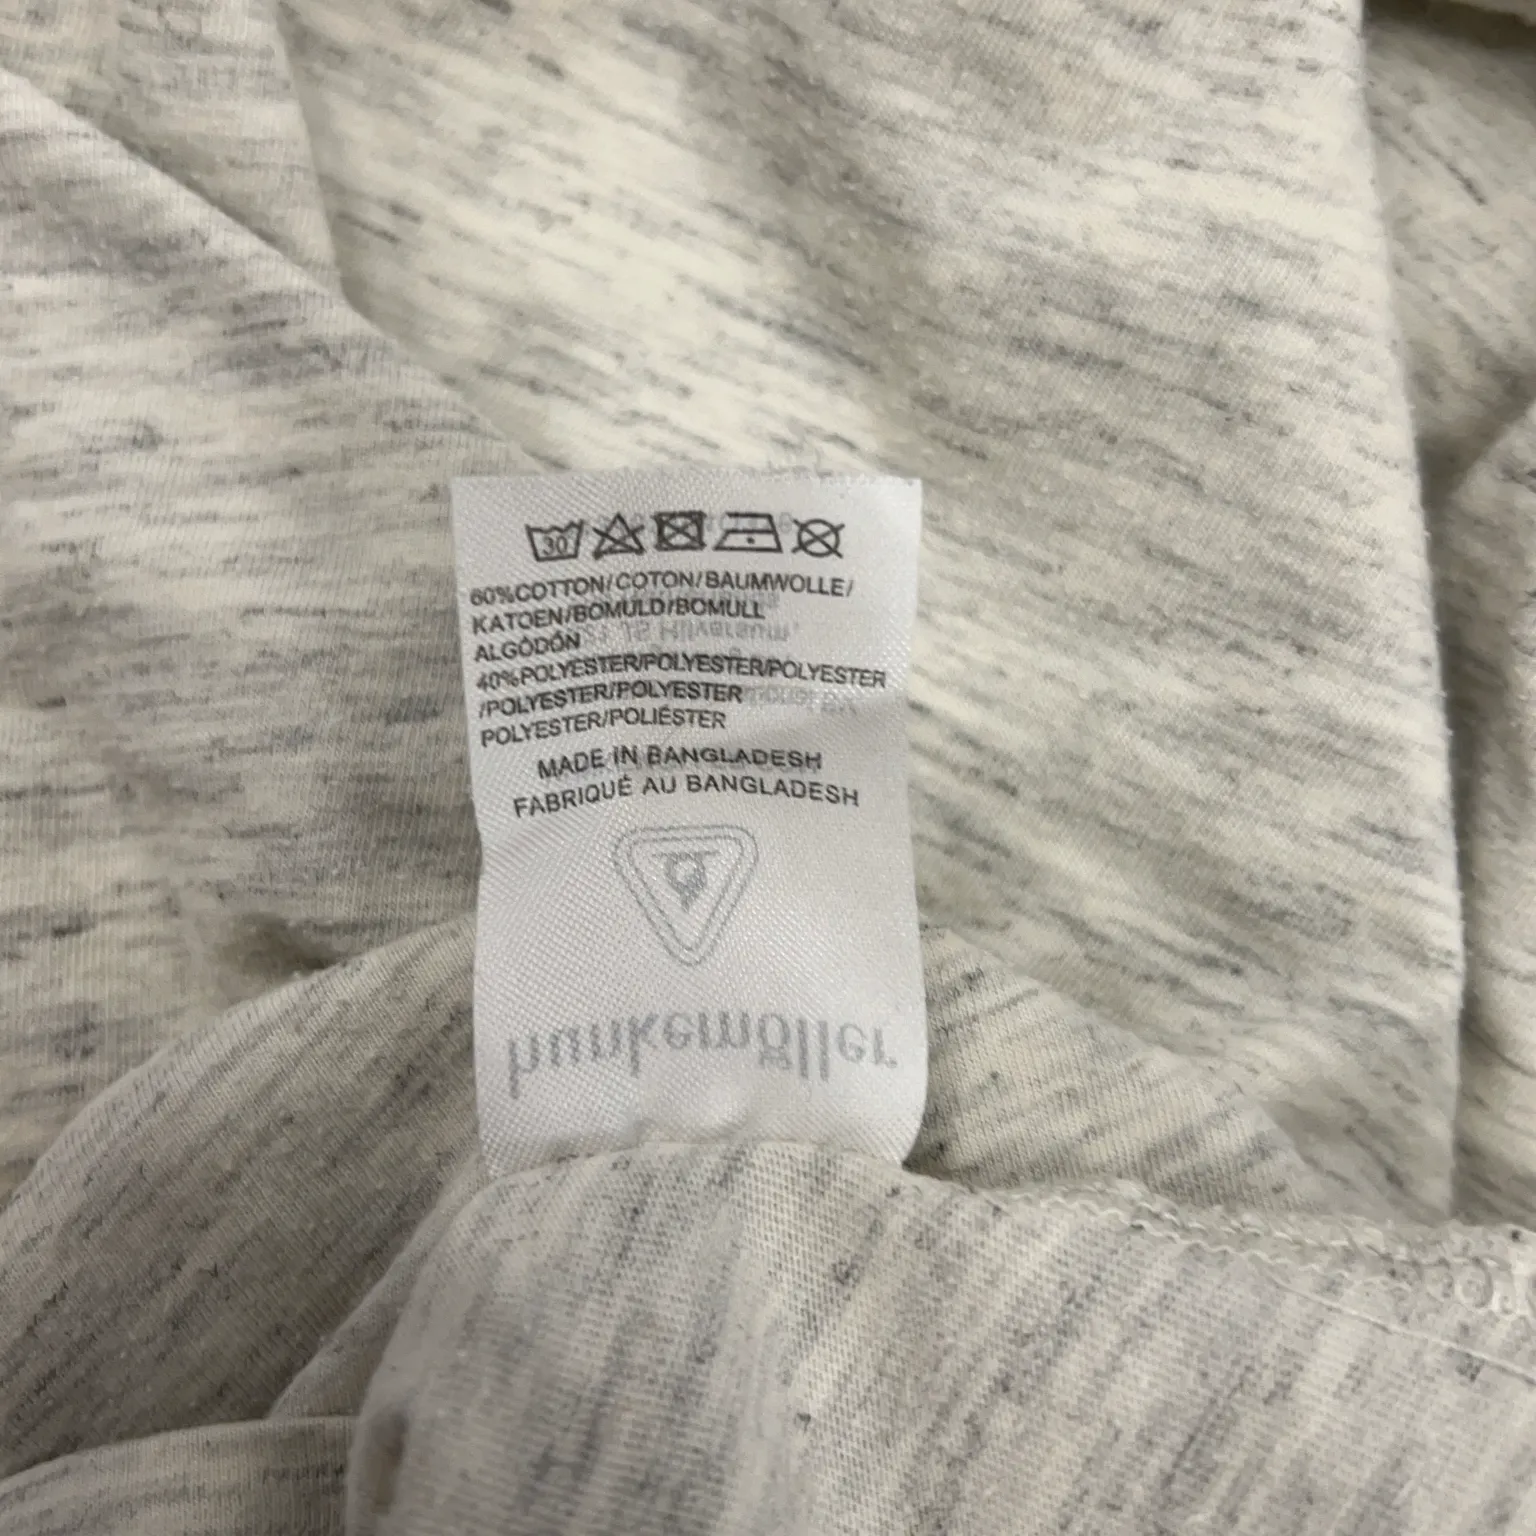 30
60%COTTON/COTON/BAUMWOLLE/
KATOEN/BOMULD/BOMULL
ALGODÓN
40%POLYESTER/POLYESTER/POLYESTER
/POLYESTER/POLYESTER
POLYESTER/POLIÉSTER
MADE IN BANGLADESH
FABRIQUÉ AU BANGLADESH
hunkemöller